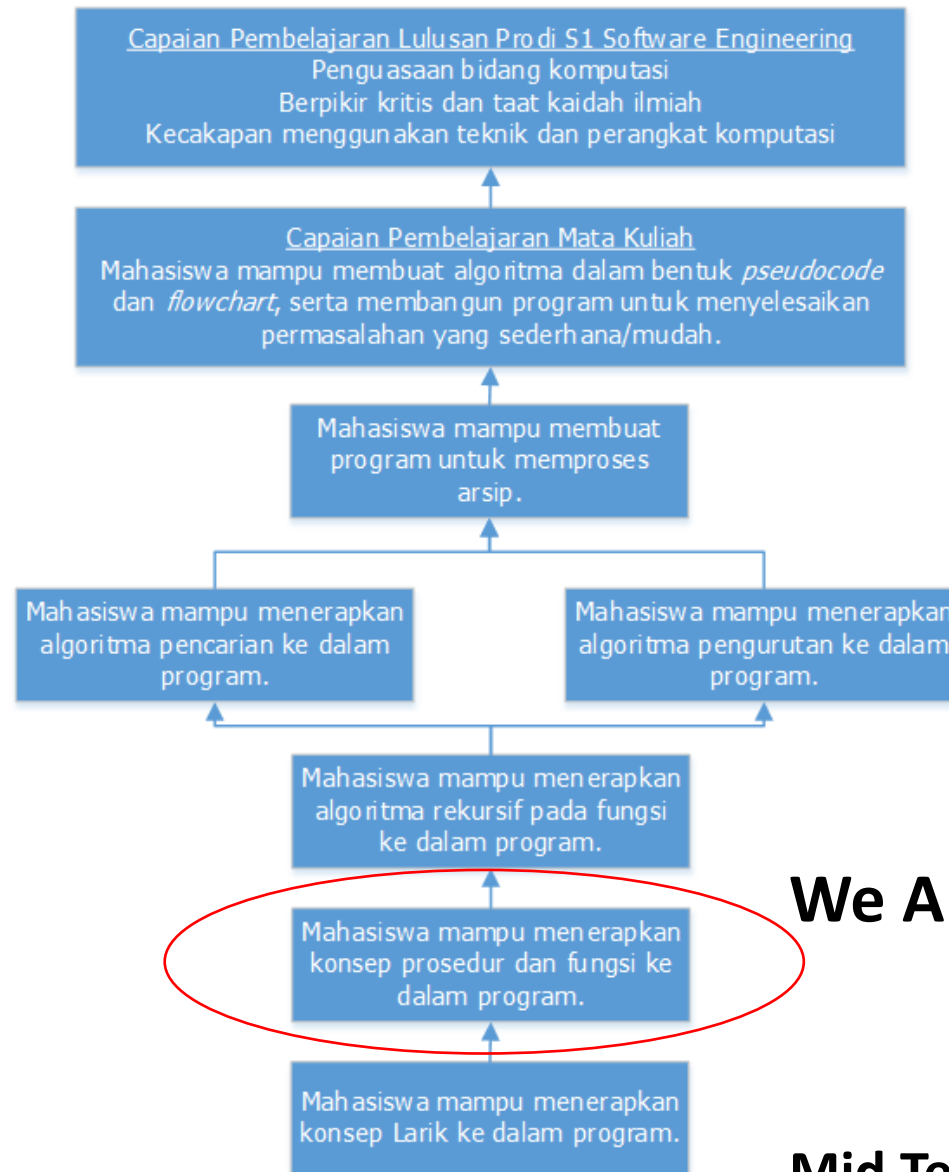 Capaian Pembelajaran Lulusan Prodi S1 Software Engineering
Penguasaan bidang komputasi
Berpikir kritis dan taat kaidah ilmiah
Kecakapan menggunakan teknik dan perangkat komputasi
Capaian Pembelajaran Mata Kuliah
Mahasiswa mampu membuat algoritma dalam bentuk pseudocode
dan flowchart, serta membangun program untuk menyelesaikan
permasalahan yang sederhana/mudah.
Mahasiswa mampu membuat
program untuk memproses
arsip.
Mahasiswa mampu menerapkan
algoritma pencarian ke dalam
program.
Mahasiswa mampu menerapkan
algoritma pengurutan ke dalam
program.
Mahasiswa mampu menerapkan
algoritma rekursif pada fungsi
ke dalam program.
We A
Mahasiswa mampu menerapkan
konsep prosedur dan fungsi ke
dalam program.
Mahasiswa mampu menerapkan
konsep Larik ke dalam program.
Mid Te